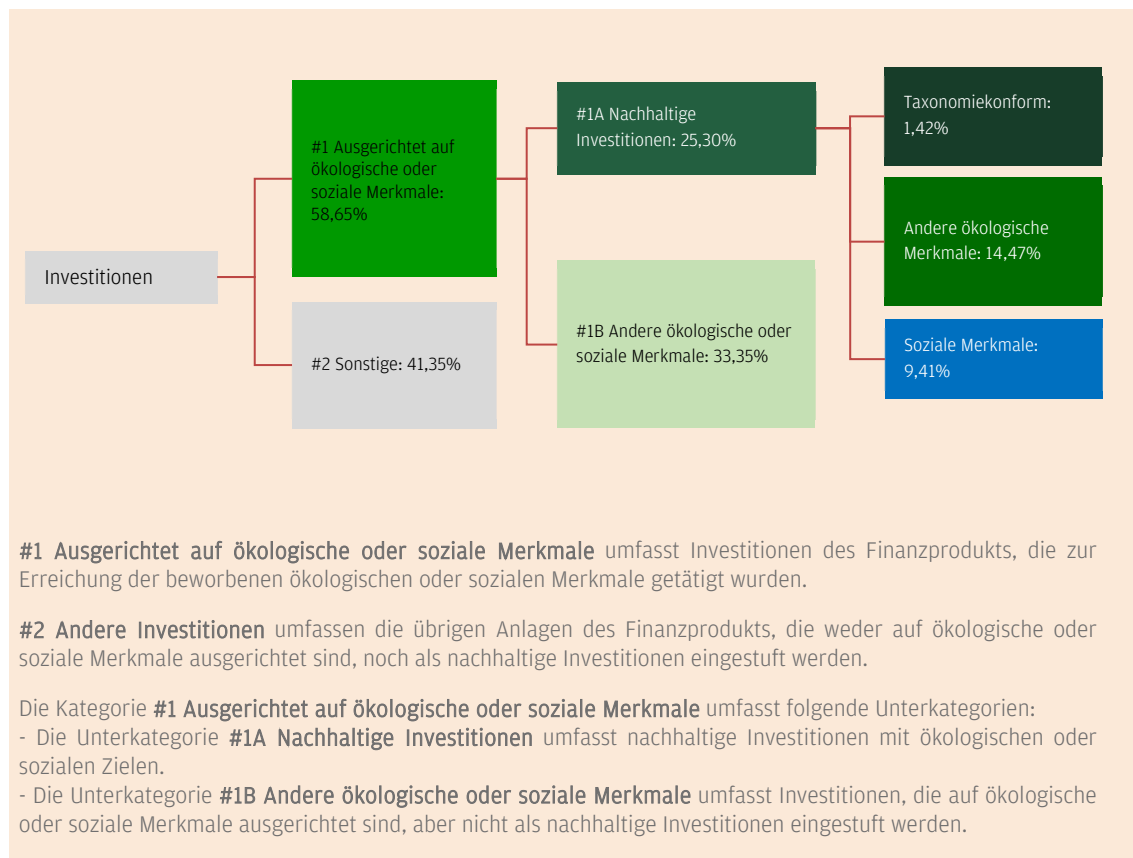 Investitionen
#1 Ausgerichtet auf
ökologische oder
soziale Merkmale:
58,65%
#2 Sonstige: 41,35%
#1A Nachhaltige
Investitionen: 25,30%
#1B Andere ökologische oder
soziale Merkmale: 33,35%
Taxonomiekonform:
1,42%
Andere ökologische
Merkmale: 14,47%
Soziale Merkmale:
9,41%
#1 Ausgerichtet auf ökologische oder soziale Merkmale umfasst Investitionen des Finanzprodukts, die zur
Erreichung der beworbenen ökologischen oder sozialen Merkmale getätigt wurden.
#2 Andere Investitionen umfassen die übrigen Anlagen des Finanzprodukts, die weder auf ökologische oder
soziale Merkmale ausgerichtet sind, noch als nachhaltige Investitionen eingestuft werden.
Die Kategorie #1 Ausgerichtet auf ökologische oder soziale Merkmale umfasst folgende Unterkategorien:
- Die Unterkategorie #1A Nachhaltige Investitionen umfasst nachhaltige Investitionen mit ökologischen oder
sozialen Zielen.
- Die Unterkategorie #1B Andere ökologische oder soziale Merkmale umfasst Investitionen, die auf ökologische
oder soziale Merkmale ausgerichtet sind, aber nicht als nachhaltige Investitionen eingestuft werden.